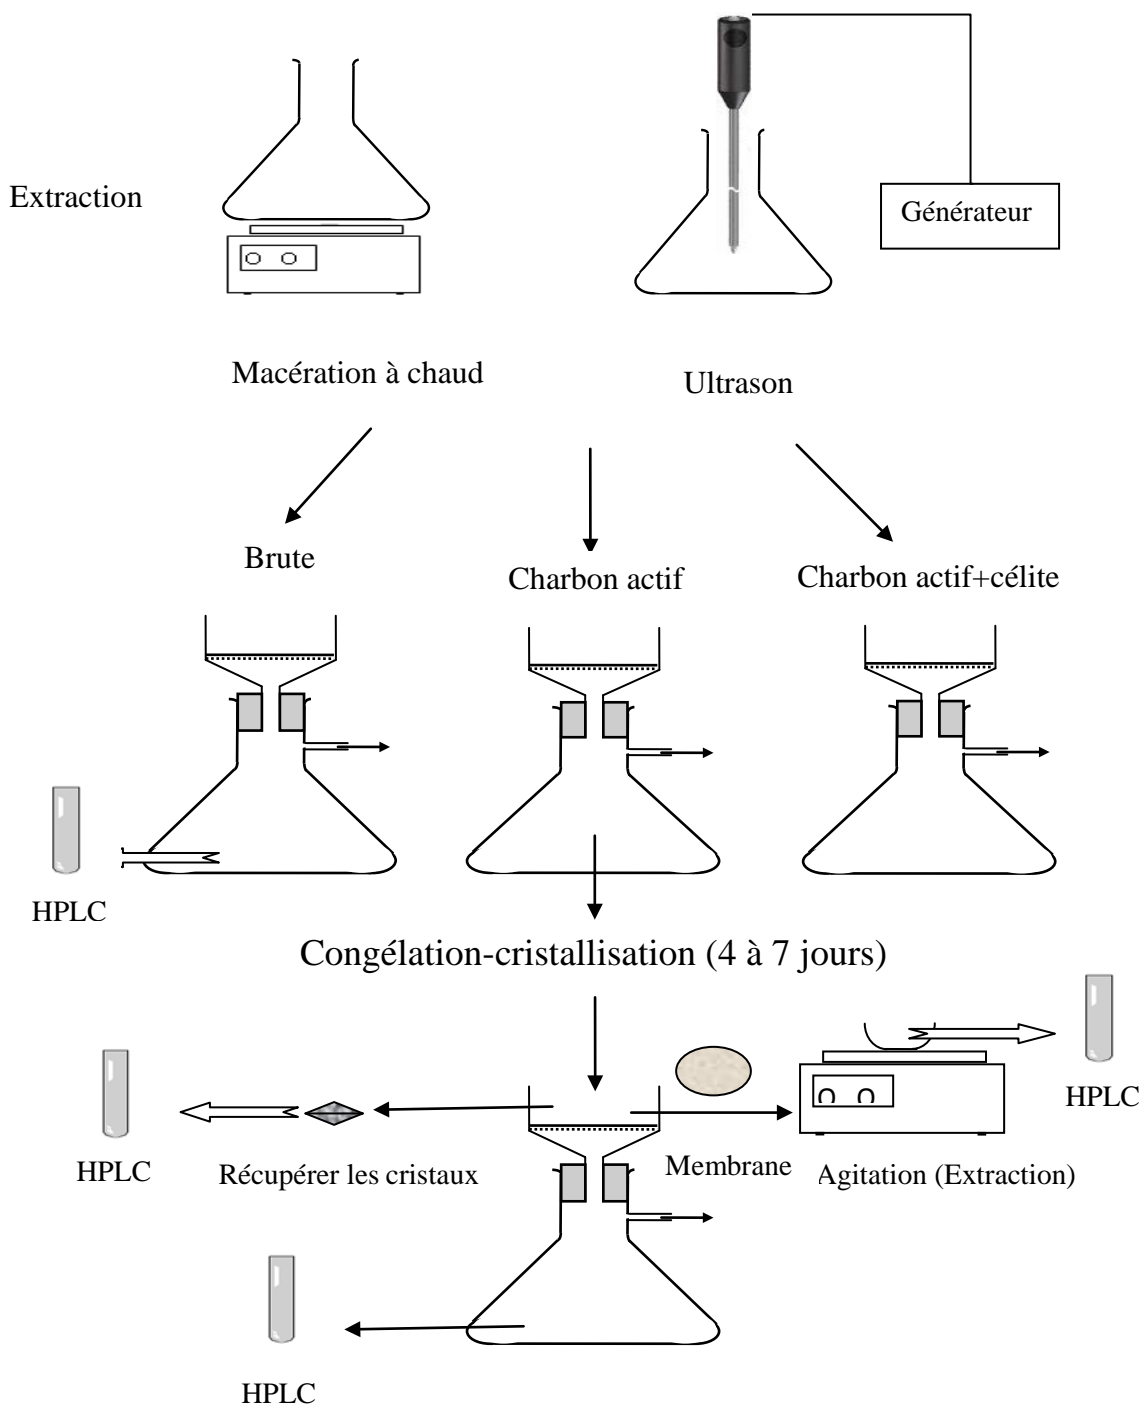 Extraction
Générateur
Macération à chaud
Ultrason
Brute
Charbon actif
Charbon actif+célite
HPLC
Congélation-cristallisation (4 à 7 jours)
HPLC
HPLC
Récupérer les cristaux
Membrane
Agitation (Extraction)
HPLC